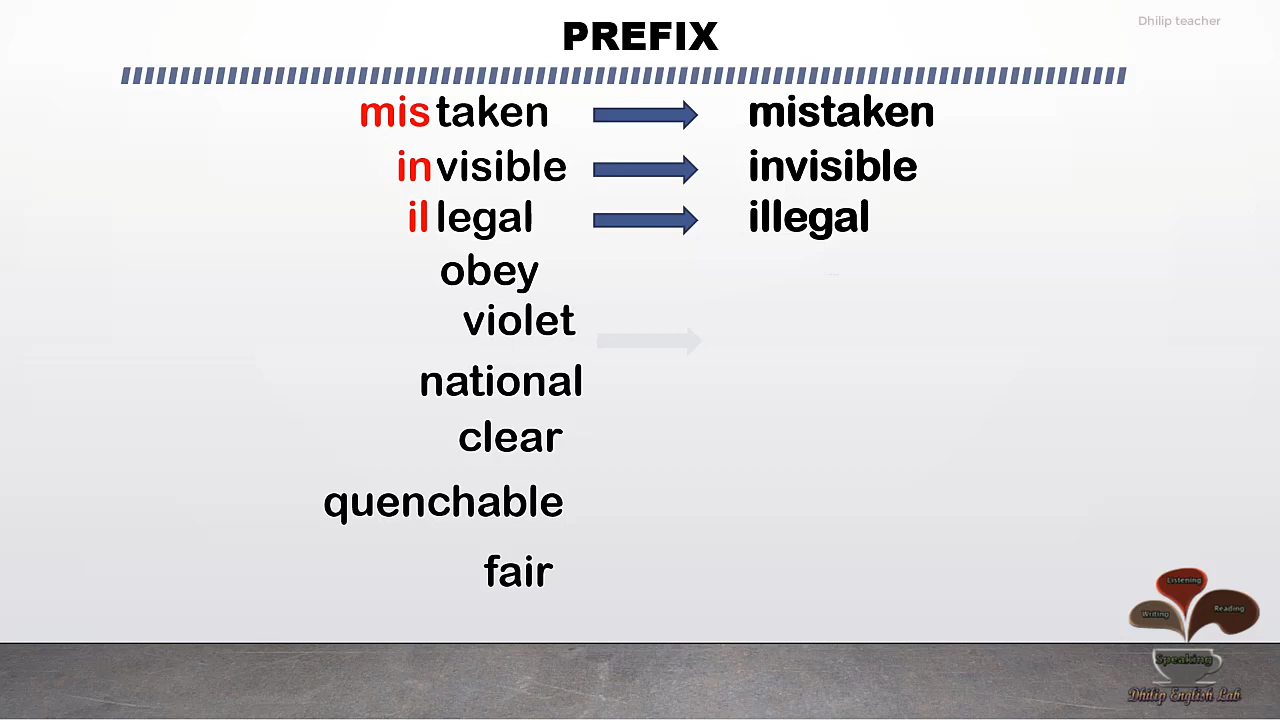 Dhilip teacher
PREFIX
mistaken mistaken
invisible invisible
illegal illegal
obey
violet
national
clear
quenchable
fair
Listening
Writing Reading
Speaking
Dhilip English Lab